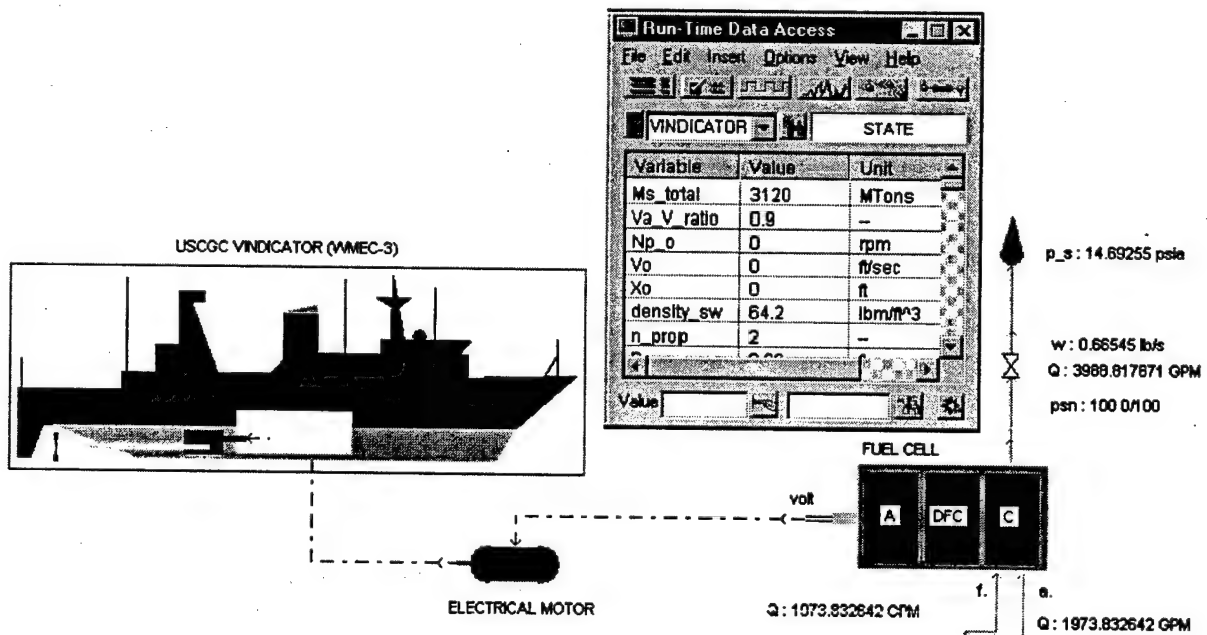 Run-Time Data Access
File Edit Insert Options View Help
VINDICATOR STATE
Variable Value Unit
Ms_total 3120 MTons
Va_V_ratio 0.9 --
Np_o 0 rpm
Vo 0 ft/sec
Xo 0 ft
density_sw 64.2 lbm/ft^3
n_prop 2 --
Value
USCGC VINDICATOR (WMEC-3)
p_s : 14.69255 psia
w : 0.66545 lb/s
Q : 3988.817871 GPM
psn : 100 0/100
FUEL CELL
volt
A DFC C
ELECTRICAL MOTOR
f. a.
Q : 1973.832642 GPM